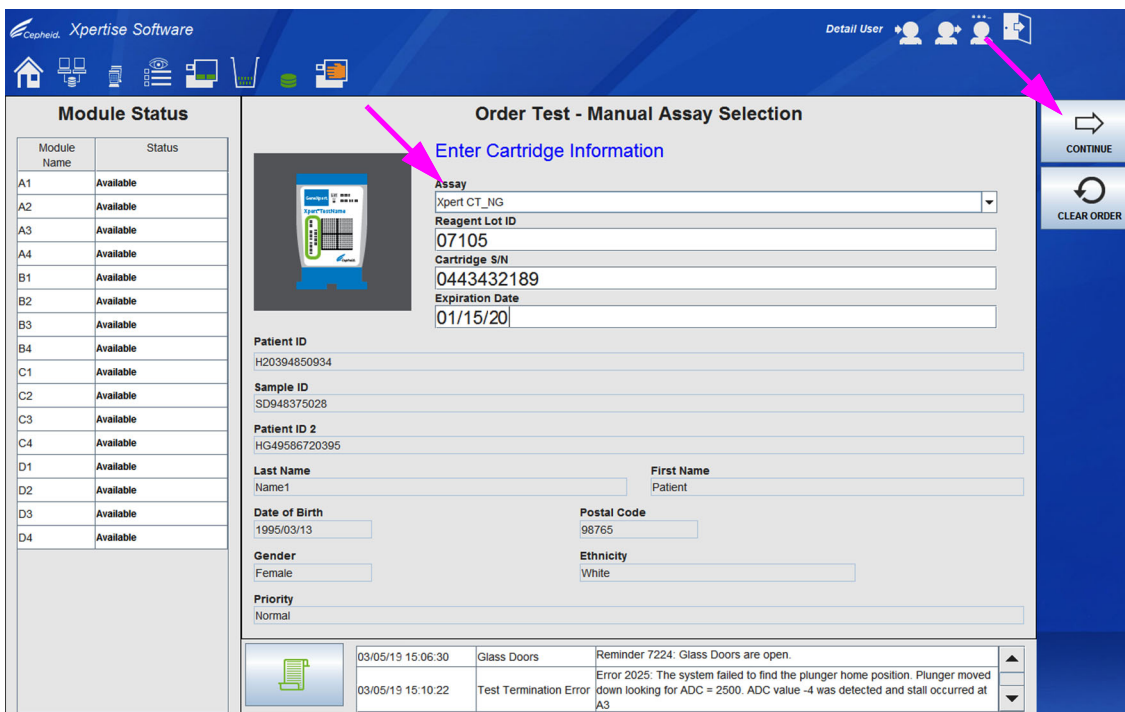 Cepheid. Xpertise Software
Detail User
Module Status
Module Name Status
A1 Available
A2 Available
A3 Available
A4 Available
B1 Available
B2 Available
B3 Available
B4 Available
C1 Available
C2 Available
C3 Available
C4 Available
D1 Available
D2 Available
D3 Available
D4 Available
Order Test - Manual Assay Selection
Enter Cartridge Information
GeneXpert
Xpert®TestName
Cepheid
Assay
Xpert CT_NG
Reagent Lot ID
07105
Cartridge S/N
0443432189
Expiration Date
01/15/20
Patient ID
H20394850934
Sample ID
SD948375028
Patient ID 2
HG49586720395
Last Name First Name
Name1 Patient
Date of Birth Postal Code
1995/03/13 98765
Gender Ethnicity
Female White
Priority
Normal
03/05/19 15:06:30 Glass Doors Reminder 7224: Glass Doors are open.
03/05/19 15:10:22 Test Termination Error Error 2025: The system failed to find the plunger home position. Plunger moved
down looking for ADC = 2500. ADC value -4 was detected and stall occurred at
A3
CONTINUE
CLEAR ORDER